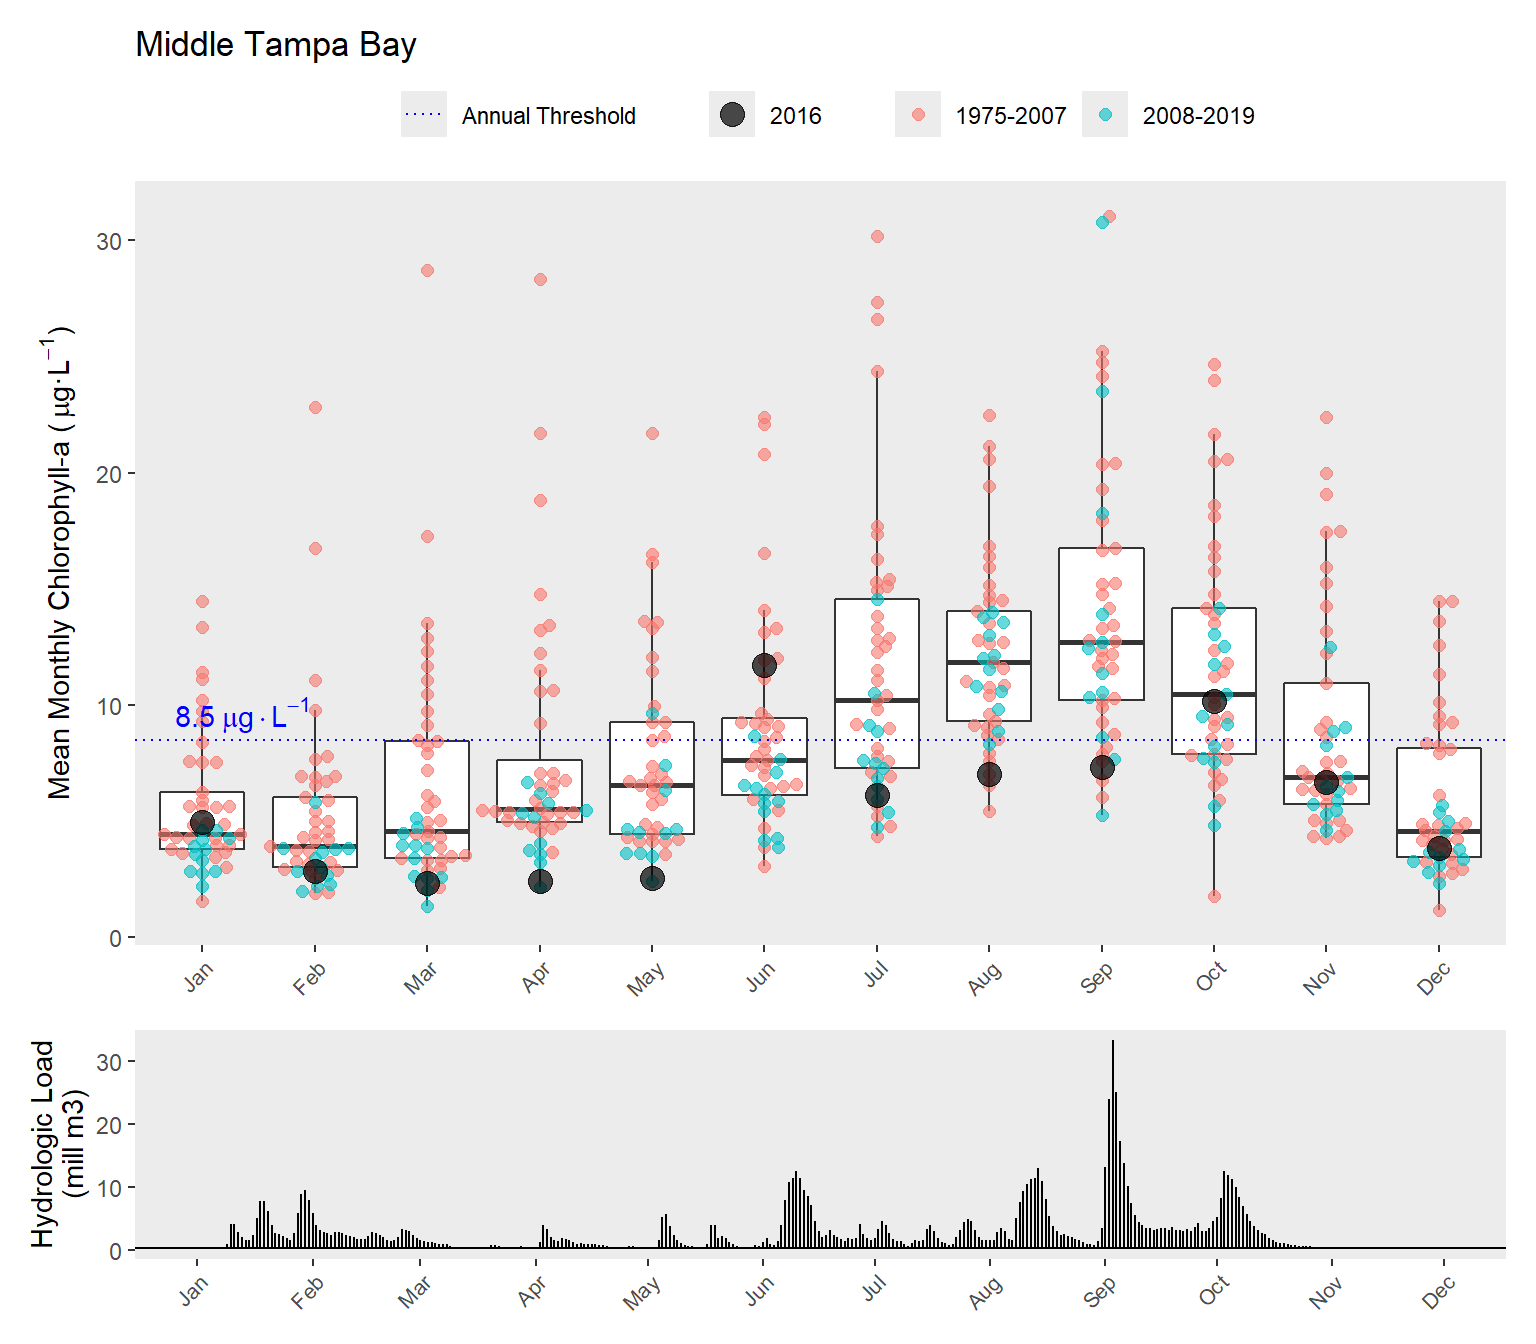 Middle Tampa Bay
Annual Threshold 2016 1975-2007 2008-2019
Mean Monthly Chlorophyll-a ( µg·L⁻¹)
30
20
10
0
8.5 µg·L⁻¹
Jan Feb Mar Apr May Jun Jul Aug Sep Oct Nov Dec
Hydrologic Load
(mill m3)
30
20
10
0
Jan Feb Mar Apr May Jun Jul Aug Sep Oct Nov Dec